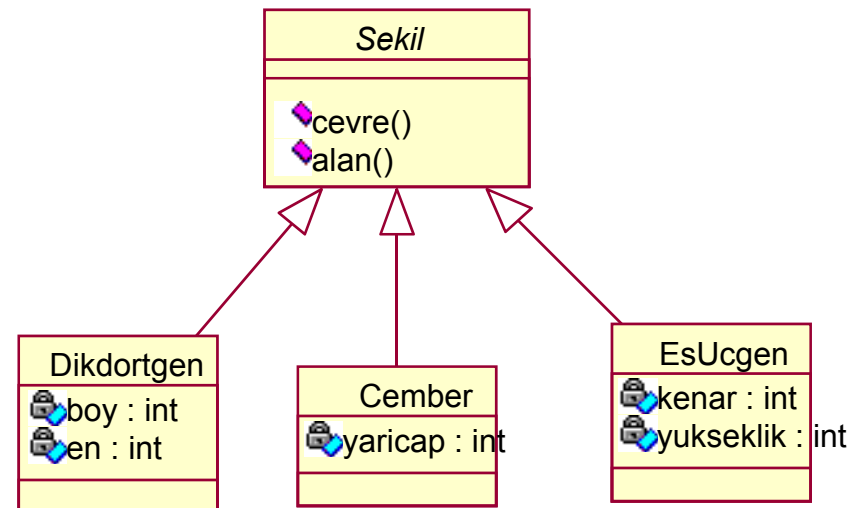 Sekil
cevre()
alan()
Dikdortgen
boy : int
en : int
Cember
yaricap : int
EsUcgen
kenar : int
yukseklik : int